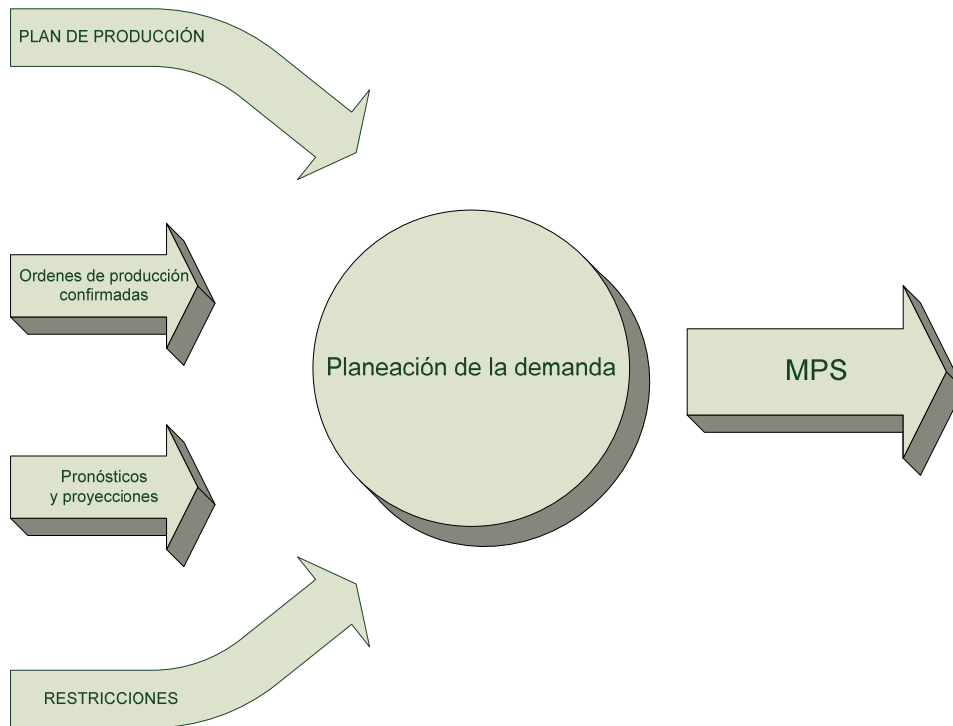 PLAN DE PRODUCCIÓN
Ordenes de producción
confirmadas
Planeación de la demanda
MPS
Pronósticos
y proyecciones
RESTRICCIONES